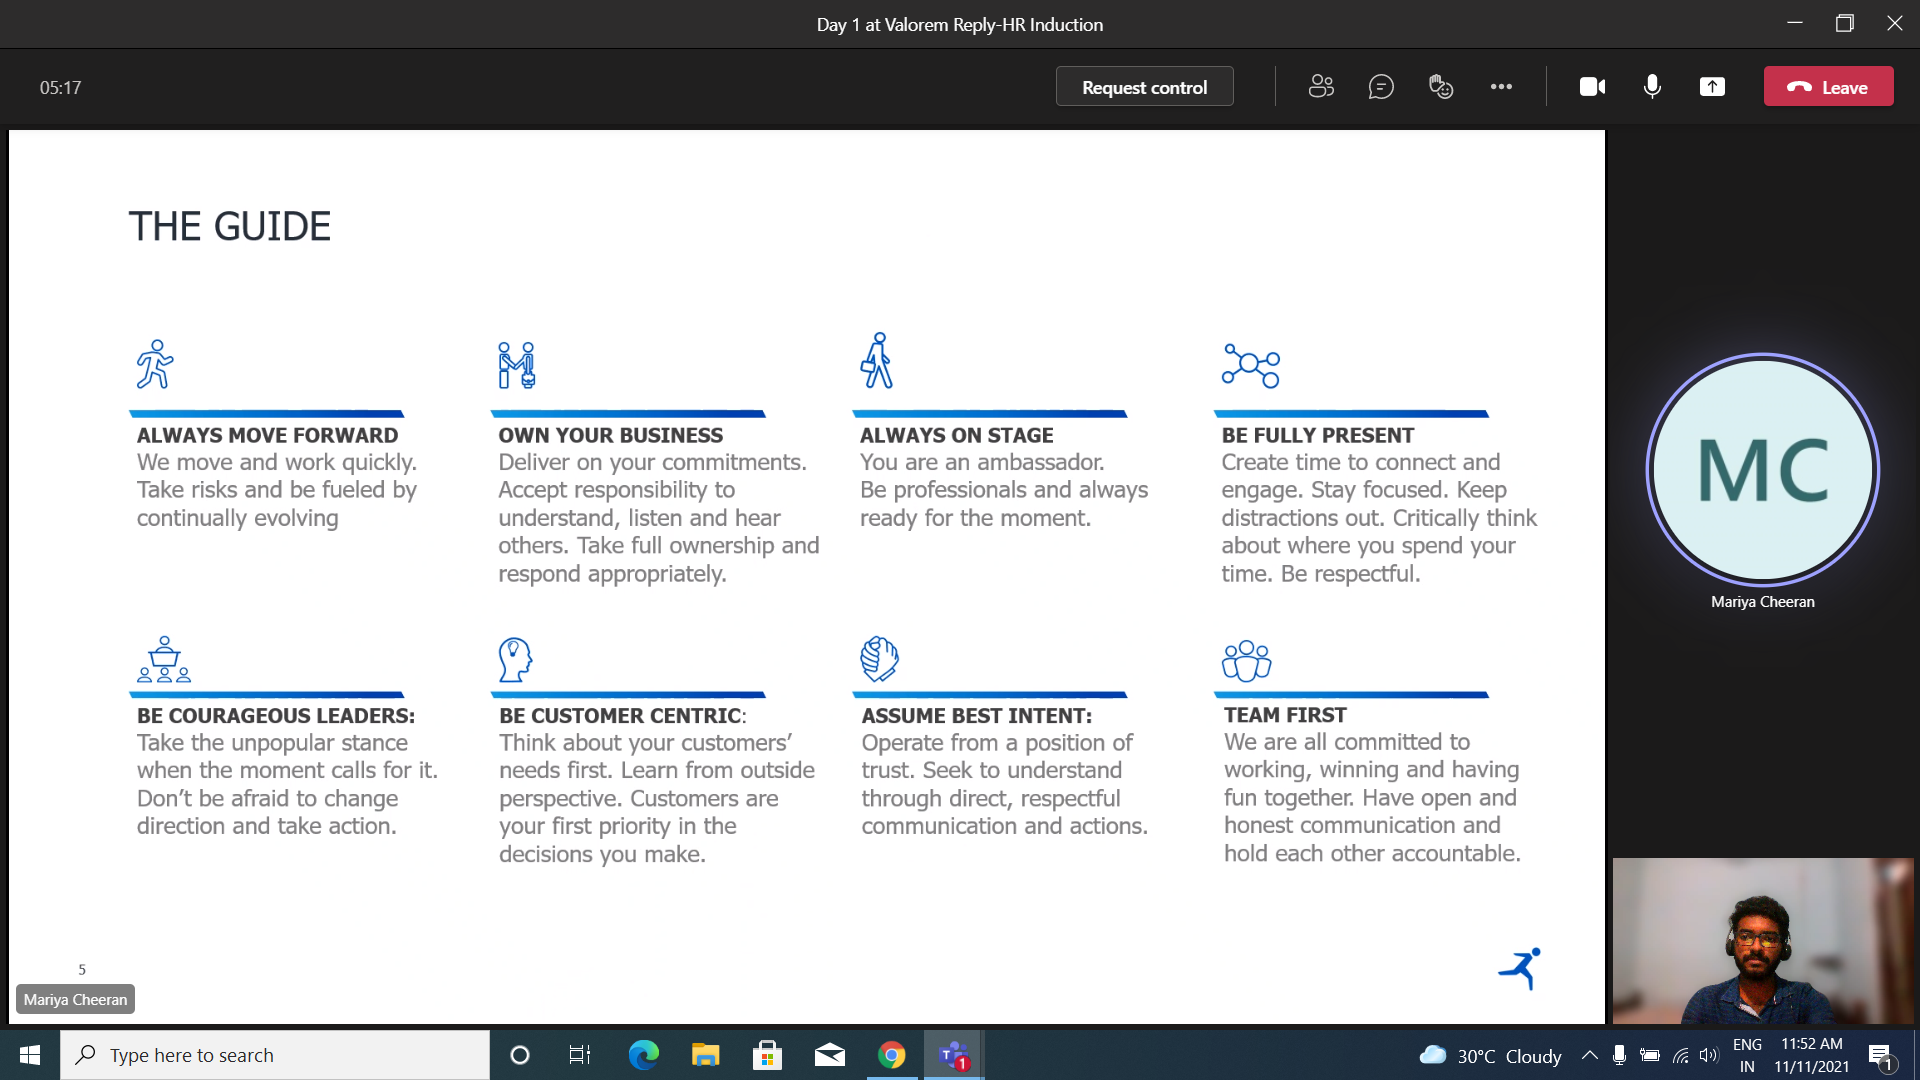 Day 1 at Valorem Reply-HR Induction
05:17
Request control
Leave
THE GUIDE
ALWAYS MOVE FORWARD
We move and work quickly.
Take risks and be fueled by
continually evolving
OWN YOUR BUSINESS
Deliver on your commitments.
Accept responsibility to
understand, listen and hear
others. Take full ownership and
respond appropriately.
ALWAYS ON STAGE
You are an ambassador.
Be professionals and always
ready for the moment.
BE FULLY PRESENT
Create time to connect and
engage. Stay focused. Keep
distractions out. Critically think
about where you spend your
time. Be respectful.
BE COURAGEOUS LEADERS:
Take the unpopular stance
when the moment calls for it.
Don’t be afraid to change
direction and take action.
BE CUSTOMER CENTRIC:
Think about your customers’
needs first. Learn from outside
perspective. Customers are
your first priority in the
decisions you make.
ASSUME BEST INTENT:
Operate from a position of
trust. Seek to understand
through direct, respectful
communication and actions.
TEAM FIRST
We are all committed to
working, winning and having
fun together. Have open and
honest communication and
hold each other accountable.
5
Mariya Cheeran
MC
Mariya Cheeran
Type here to search
T
1
30°C Cloudy
ENG
IN
11:52 AM
11/11/2021
1